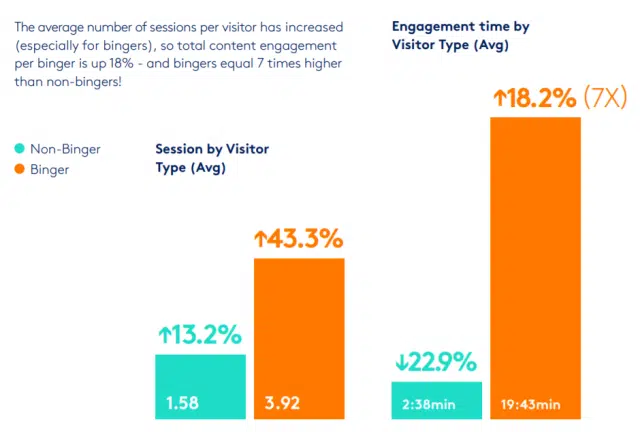 The average number of sessions per visitor has increased
(especially for bingers), so total content engagement
per binger is up 18% - and bingers equal 7 times higher
than non-bingers!
Non-Binger
Binger
Session by Visitor
Type (Avg)
↑13.2%
1.58
↑43.3%
3.92
Engagement time by
Visitor Type (Avg)
↓22.9%
2:38min
↑18.2% (7X)
19:43min